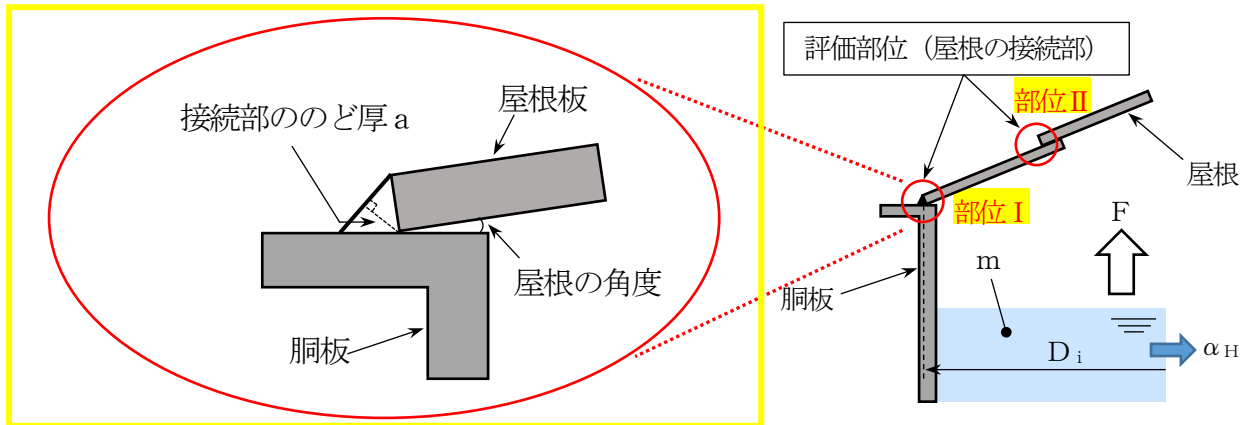 接続部ののど厚a
屋根板
屋根の角度
胴板
評価部位（屋根の接続部）
部位Ⅱ
屋根
部位Ⅰ
F
m
胴板
Di
αH